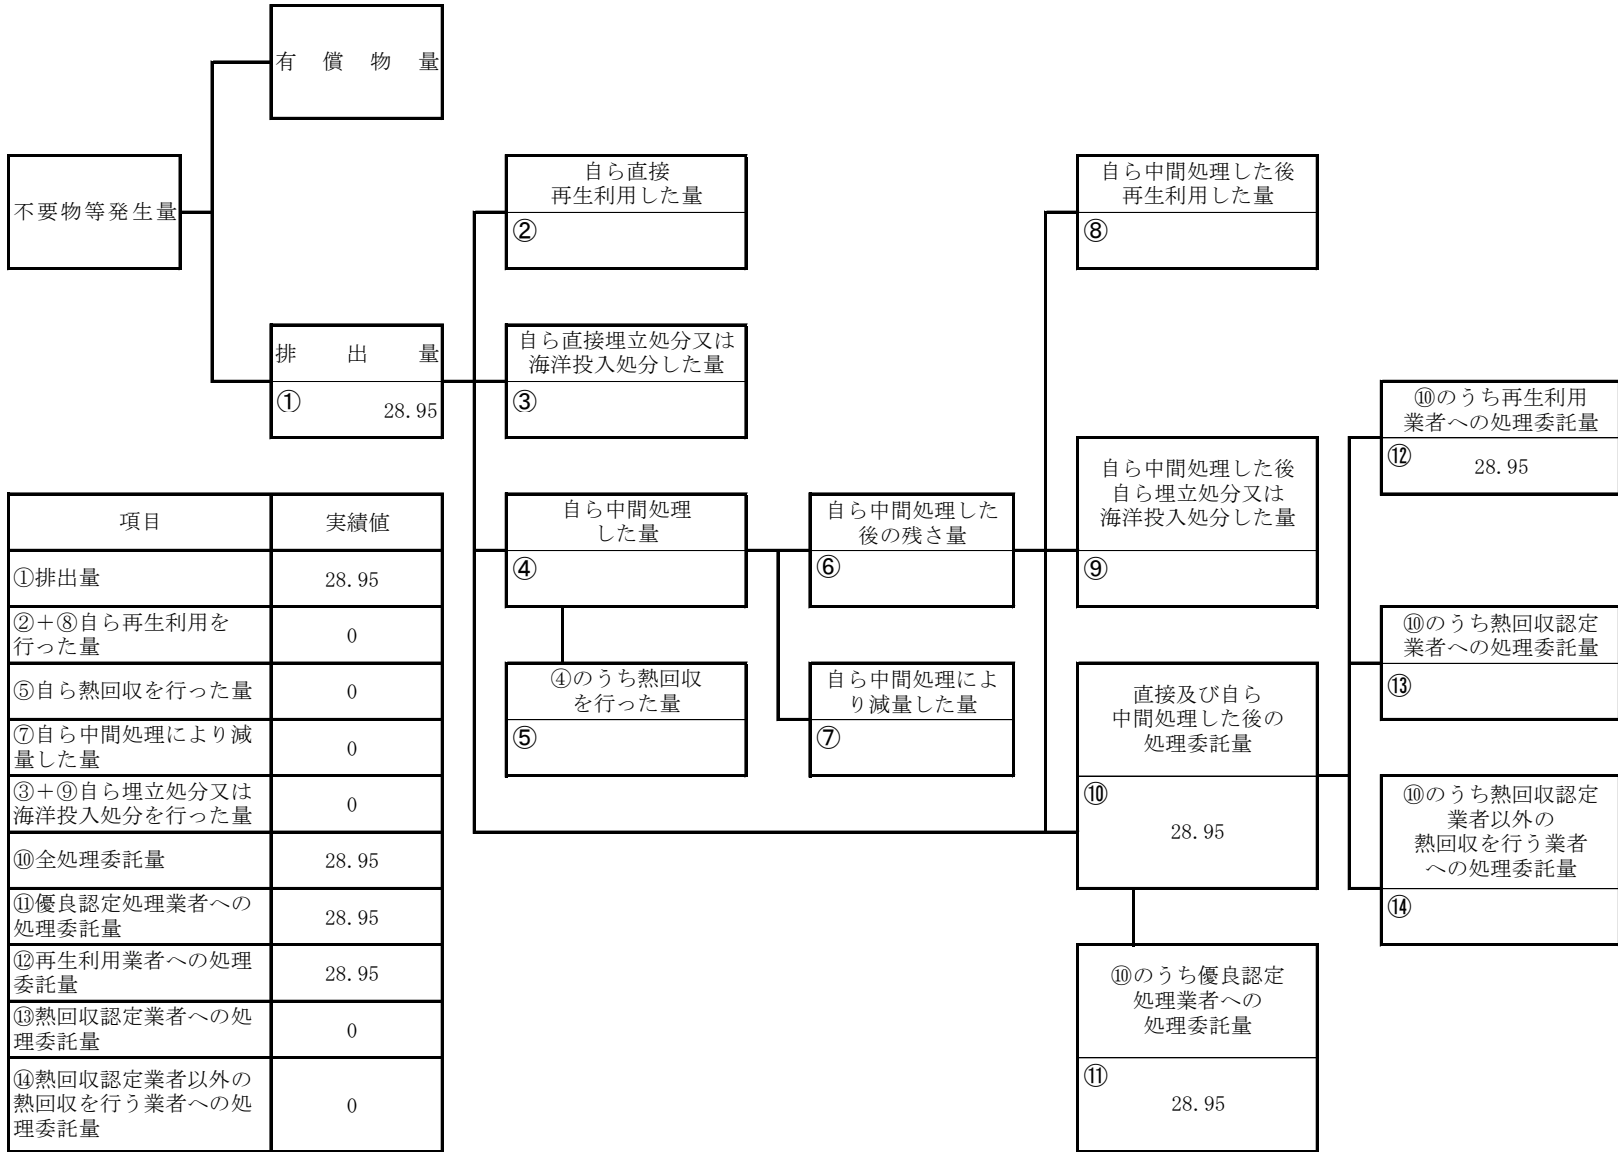 有償物量
不要物等発生量
排出量
①
28.95
自ら直接
再生利用した量
②
自ら直接埋立処分又は
海洋投入処分した量
③
自ら中間処理
した量
④
④のうち熱回収
を行った量
⑤
自ら中間処理した
後の残さ量
⑥
自ら中間処理によ
り減量した量
⑦
自ら中間処理した後
再生利用した量
⑧
自ら中間処理した後
自ら埋立処分又は
海洋投入処分した量
⑨
直接及び自ら
中間処理した後の
処理委託量
⑩
28.95
⑩のうち優良認定
処理業者への
処理委託量
⑪
28.95
⑩のうち再生利用
業者への処理委託量
⑫
28.95
⑩のうち熱回収認定
業者への処理委託量
⑬
⑩のうち熱回収認定
業者以外の
熱回収を行う業者
への処理委託量
⑭
項目 実績値
①排出量 28.95
②＋⑧自ら再生利用を
行った量 0
⑤自ら熱回収を行った量 0
⑦自ら中間処理により減
量した量 0
③＋⑨自ら埋立処分又は
海洋投入処分を行った量 0
⑩全処理委託量 28.95
⑪優良認定処理業者への
処理委託量 28.95
⑫再生利用業者への処理
委託量 28.95
⑬熱回収認定業者への処
理委託量 0
⑭熱回収認定業者以外の
熱回収を行う業者への処
理委託量 0